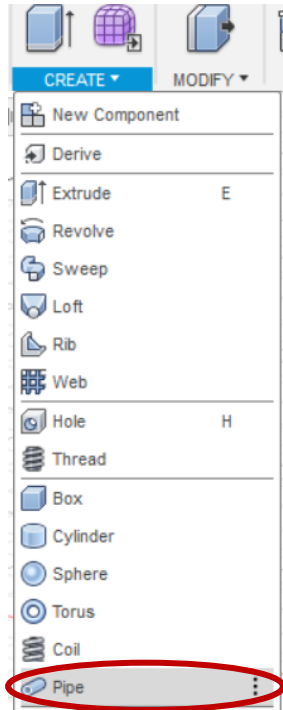 CREATE ▾ MODIFY ▾
New Component
Derive
Extrude E
Revolve
Sweep
Loft
Rib
Web
Hole H
Thread
Box
Cylinder
Sphere
Torus
Coil
Pipe